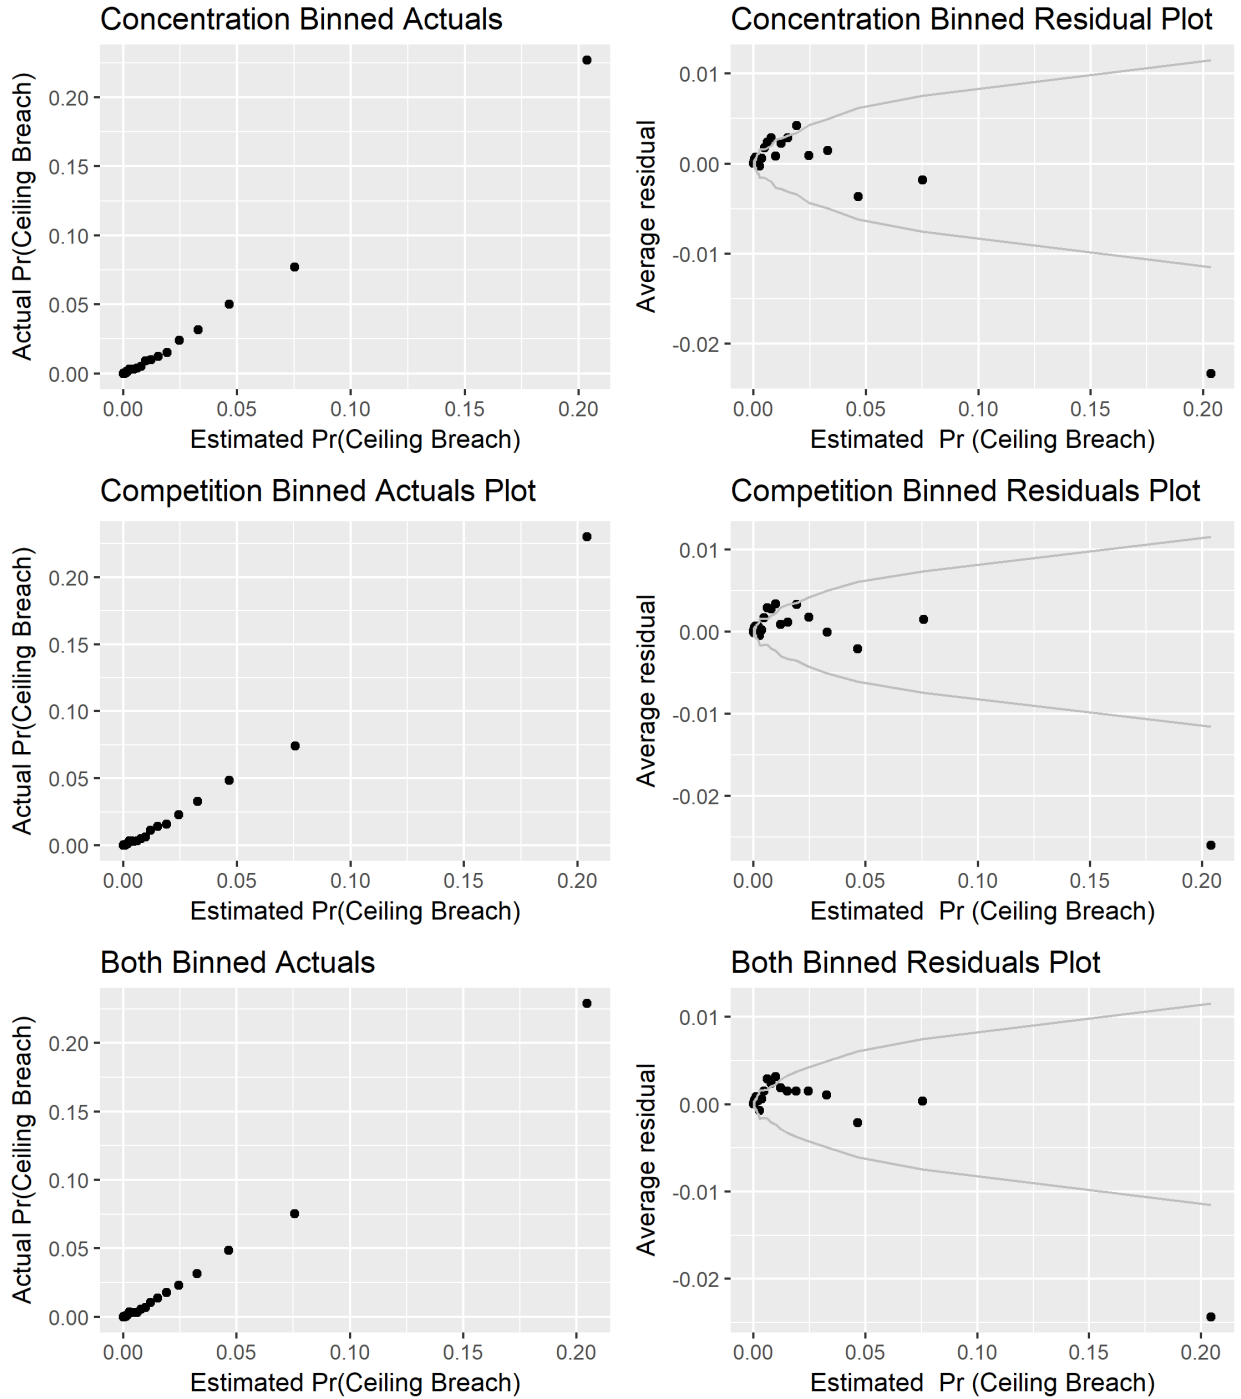 Concentration Binned Actuals
Actual Pr(Ceiling Breach)
0.20
0.15
0.10
0.05
0.00
0.00 0.05 0.10 0.15 0.20
Estimated Pr(Ceiling Breach)
Concentration Binned Residual Plot
Average residual
0.01
0.00
-0.01
-0.02
0.00 0.05 0.10 0.15 0.20
Estimated  Pr (Ceiling Breach)
Competition Binned Actuals Plot
Actual Pr(Ceiling Breach)
0.20
0.15
0.10
0.05
0.00
0.00 0.05 0.10 0.15 0.20
Estimated Pr(Ceiling Breach)
Competition Binned Residuals Plot
Average residual
0.01
0.00
-0.01
-0.02
0.00 0.05 0.10 0.15 0.20
Estimated  Pr (Ceiling Breach)
Both Binned Actuals
Actual Pr(Ceiling Breach)
0.20
0.15
0.10
0.05
0.00
0.00 0.05 0.10 0.15 0.20
Estimated Pr(Ceiling Breach)
Both Binned Residuals Plot
Average residual
0.01
0.00
-0.01
-0.02
0.00 0.05 0.10 0.15 0.20
Estimated  Pr (Ceiling Breach)